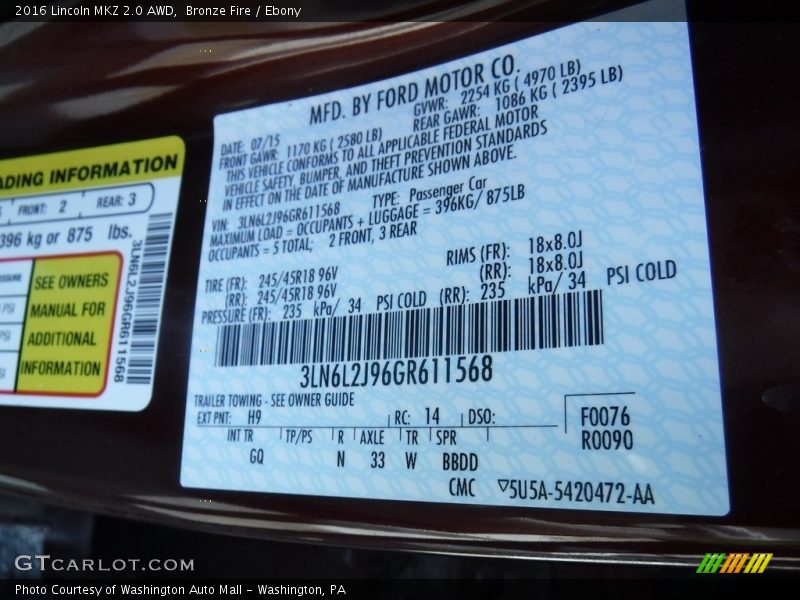 2016 Lincoln MKZ 2.0 AWD,  Bronze Fire / Ebony
MFD. BY FORD MOTOR CO.
DATE: 07/15
GVWR: 2254 KG ( 4970 LB)
FRONT GAWR: 1170 KG ( 2580 LB)
REAR GAWR: 1086 KG ( 2395 LB)
THIS VEHICLE CONFORMS TO ALL APPLICABLE FEDERAL MOTOR
VEHICLE SAFETY, BUMPER, AND THEFT PREVENTION STANDARDS
IN EFFECT ON THE DATE OF MANUFACTURE SHOWN ABOVE.
VIN: 3LN6L2J96GR611568
TYPE: Passenger Car
MAXIMUM LOAD = OCCUPANTS + LUGGAGE = 396KG/ 875LB
OCCUPANTS = 5 TOTAL; 2 FRONT, 3 REAR
TIRE (FR): 245/45R18 96V
RIMS (FR): 18x8.0J
(RR): 245/45R18 96V
(RR): 18x8.0J
PRESSURE (FR): 235 kPa/ 34 PSI COLD (RR): 235 kPa/ 34 PSI COLD
3LN6L2J96GR611568
TRAILER TOWING - SEE OWNER GUIDE
EXT PNT: H9 RC: 14 DSO:
F0076
R0090
INT TR TP/PS R AXLE TR SPR
GQ N 33 W BBDD
CMC ▽5U5A-5420472-AA
ADING INFORMATION
FRONT: 2 REAR: 3
396 kg or 875 lbs.
SEE OWNERS
MANUAL FOR
ADDITIONAL
INFORMATION
3LN6L2J96GR611568
GTCARLOT.COM
Photo Courtesy of Washington Auto Mall - Washington, PA